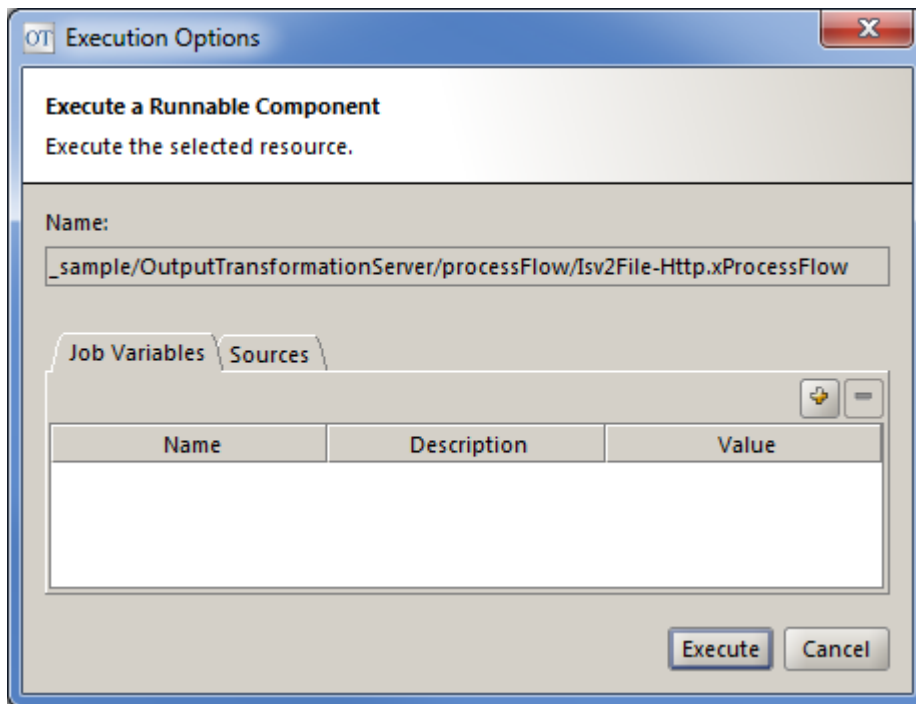 OT Execution Options
Execute a Runnable Component
Execute the selected resource.
Name:
_sample/OutputTransformationServer/processFlow/Isv2File-Http.xProcessFlow
Job Variables Sources
Name Description Value
Execute Cancel